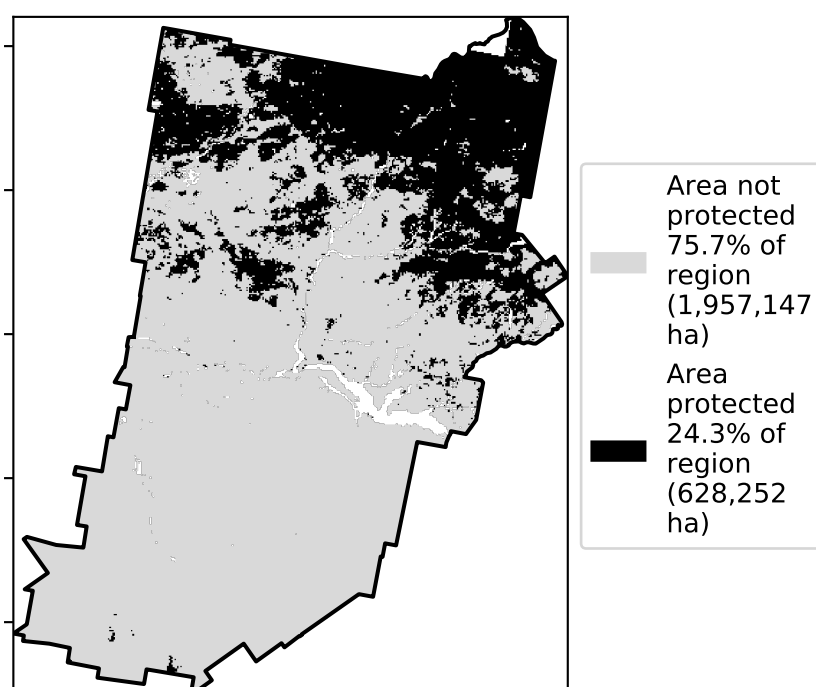 Area not
protected
75.7% of
region
(1,957,147
ha)
Area
protected
24.3% of
region
(628,252
ha)